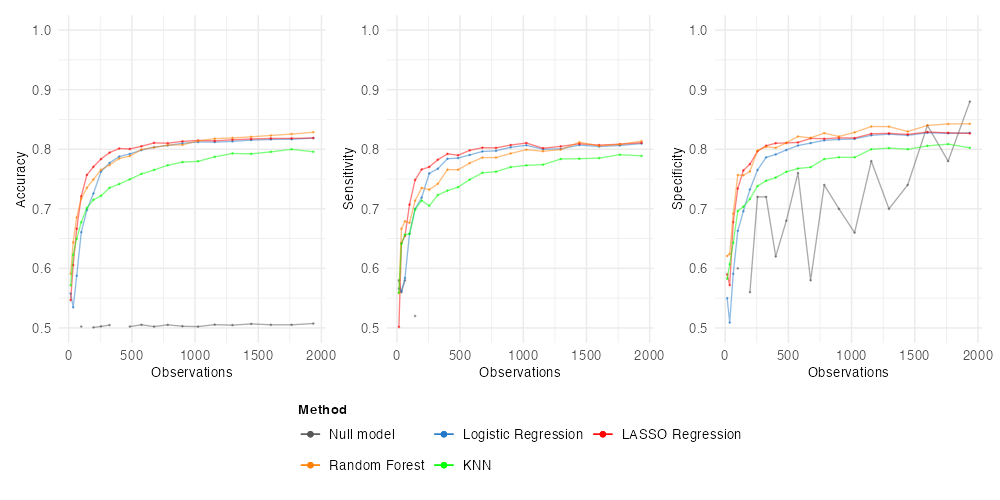 1.0
0.9
0.8
0.7
0.6
0.5
Accuracy
0 500 1000 1500 2000
Observations
1.0
0.9
0.8
0.7
0.6
0.5
Sensitivity
0 500 1000 1500 2000
Observations
1.0
0.9
0.8
0.7
0.6
0.5
Specificity
0 500 1000 1500 2000
Observations
Method
Null model Logistic Regression LASSO Regression
Random Forest KNN